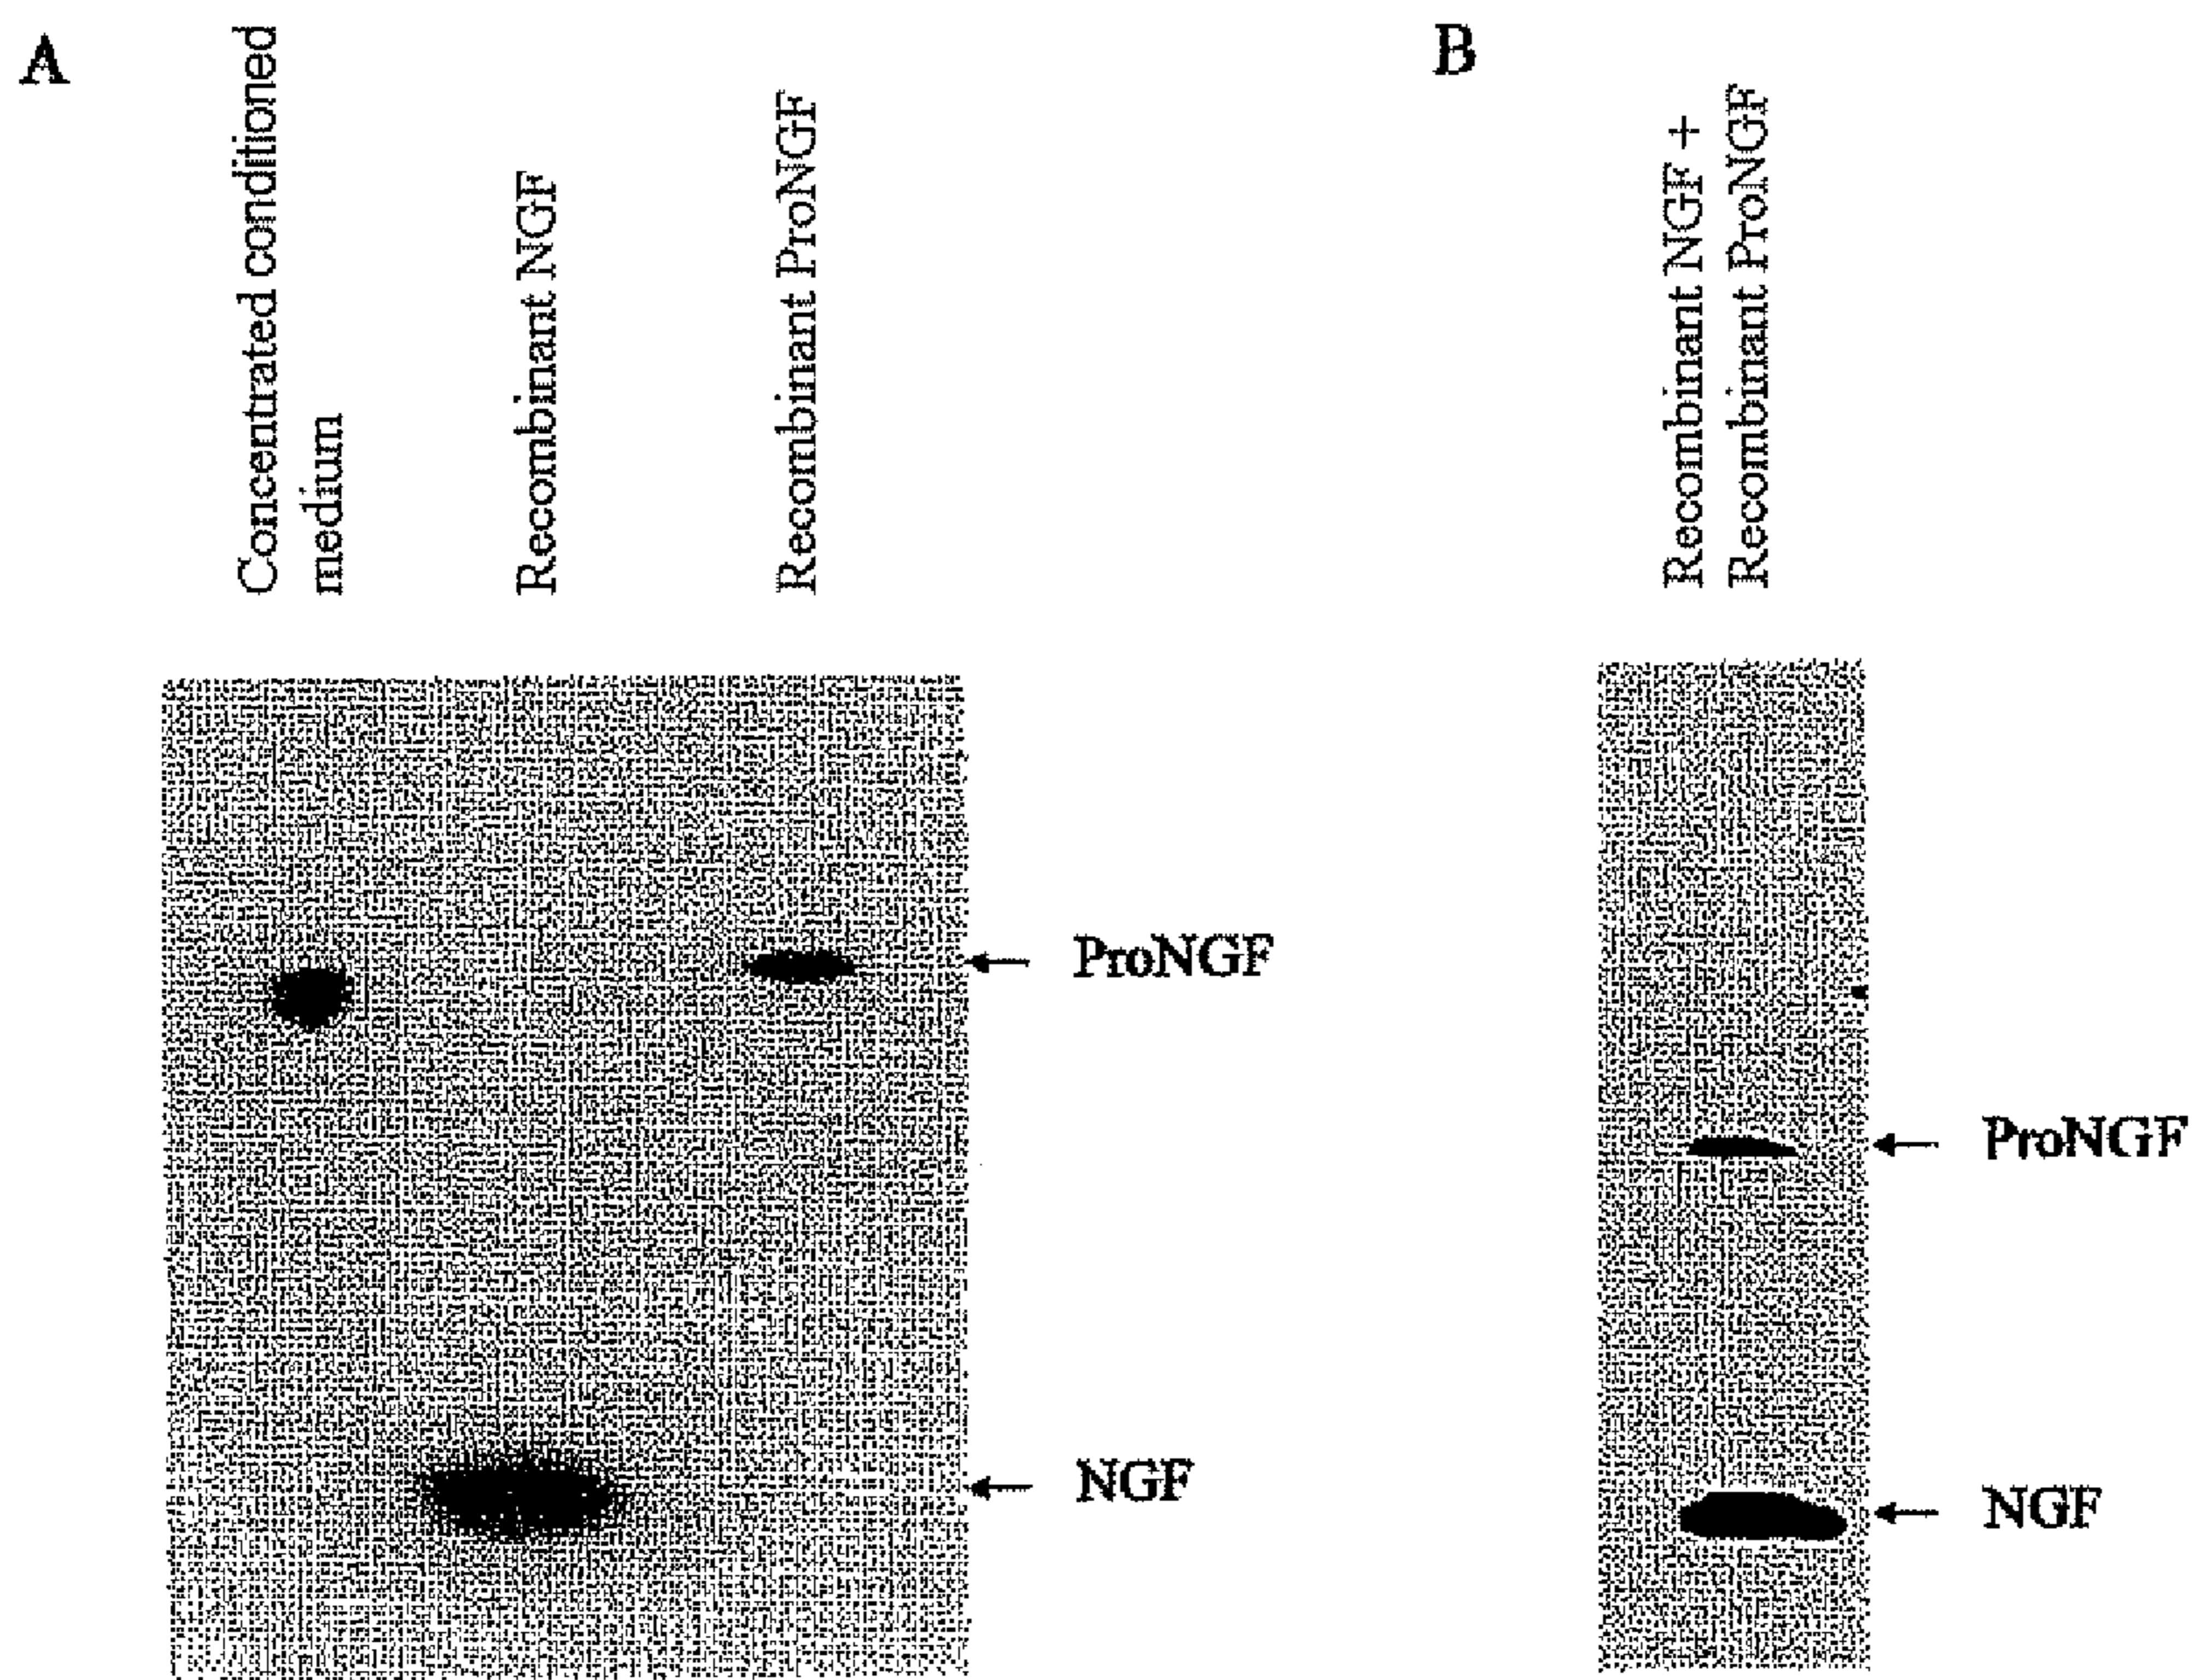 A
Concentrated conditioned
medium
Recombinant NGF
Recombinant ProNGF
ProNGF
NGF
B
Recombinant NGF +
Recombinant ProNGF
ProNGF
NGF